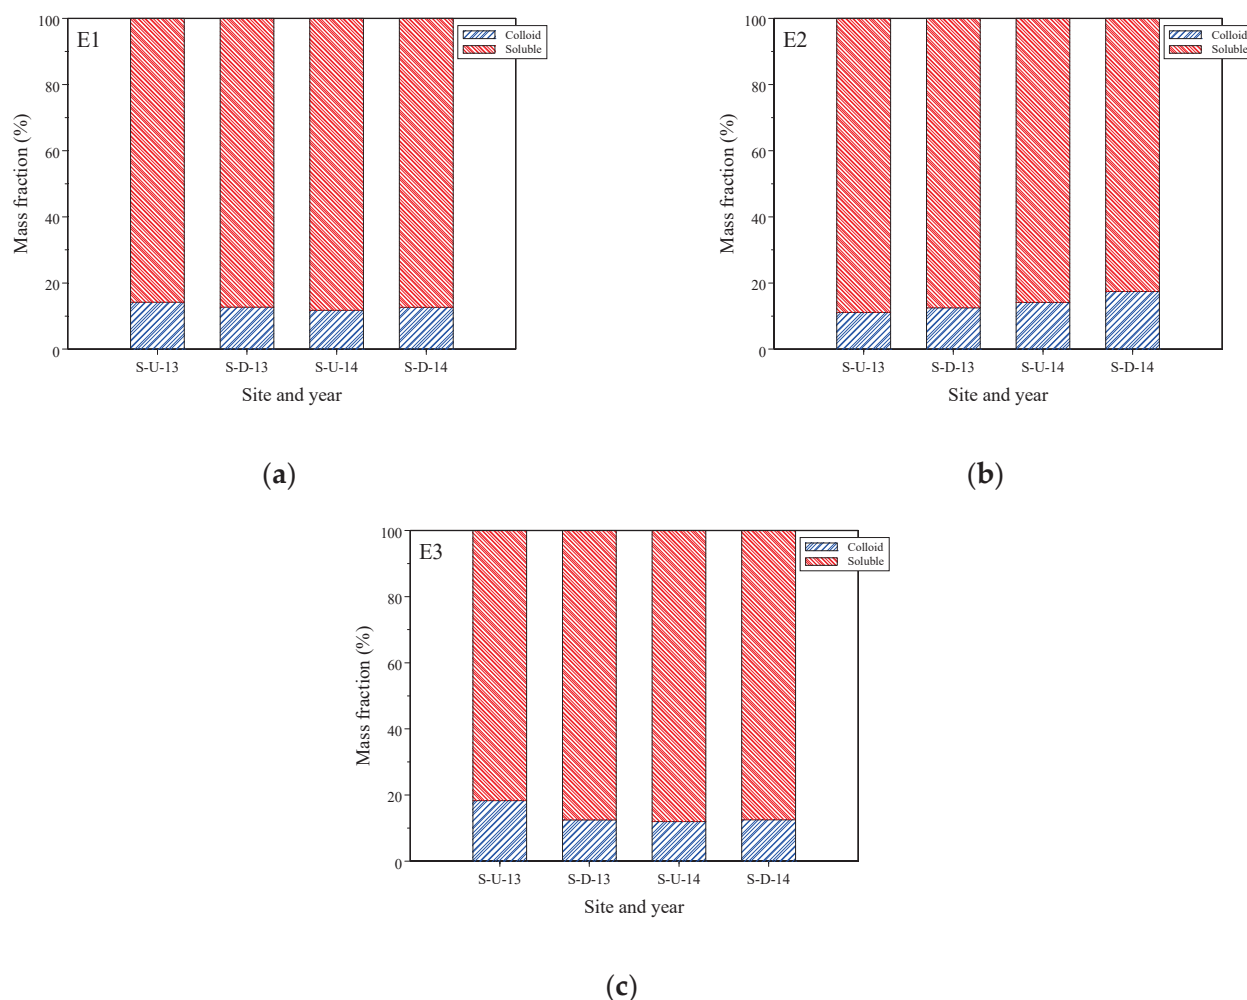 E1
Colloid
Soluble
100
80
60
40
20
0
Mass fraction (%)
S-U-13 S-D-13 S-U-14 S-D-14
Site and year
(a)
E2
Colloid
Soluble
100
80
60
40
20
0
Mass fraction (%)
S-U-13 S-D-13 S-U-14 S-D-14
Site and year
(b)
E3
Colloid
Soluble
100
80
60
40
20
0
Mass fraction (%)
S-U-13 S-D-13 S-U-14 S-D-14
Site and year
(c)